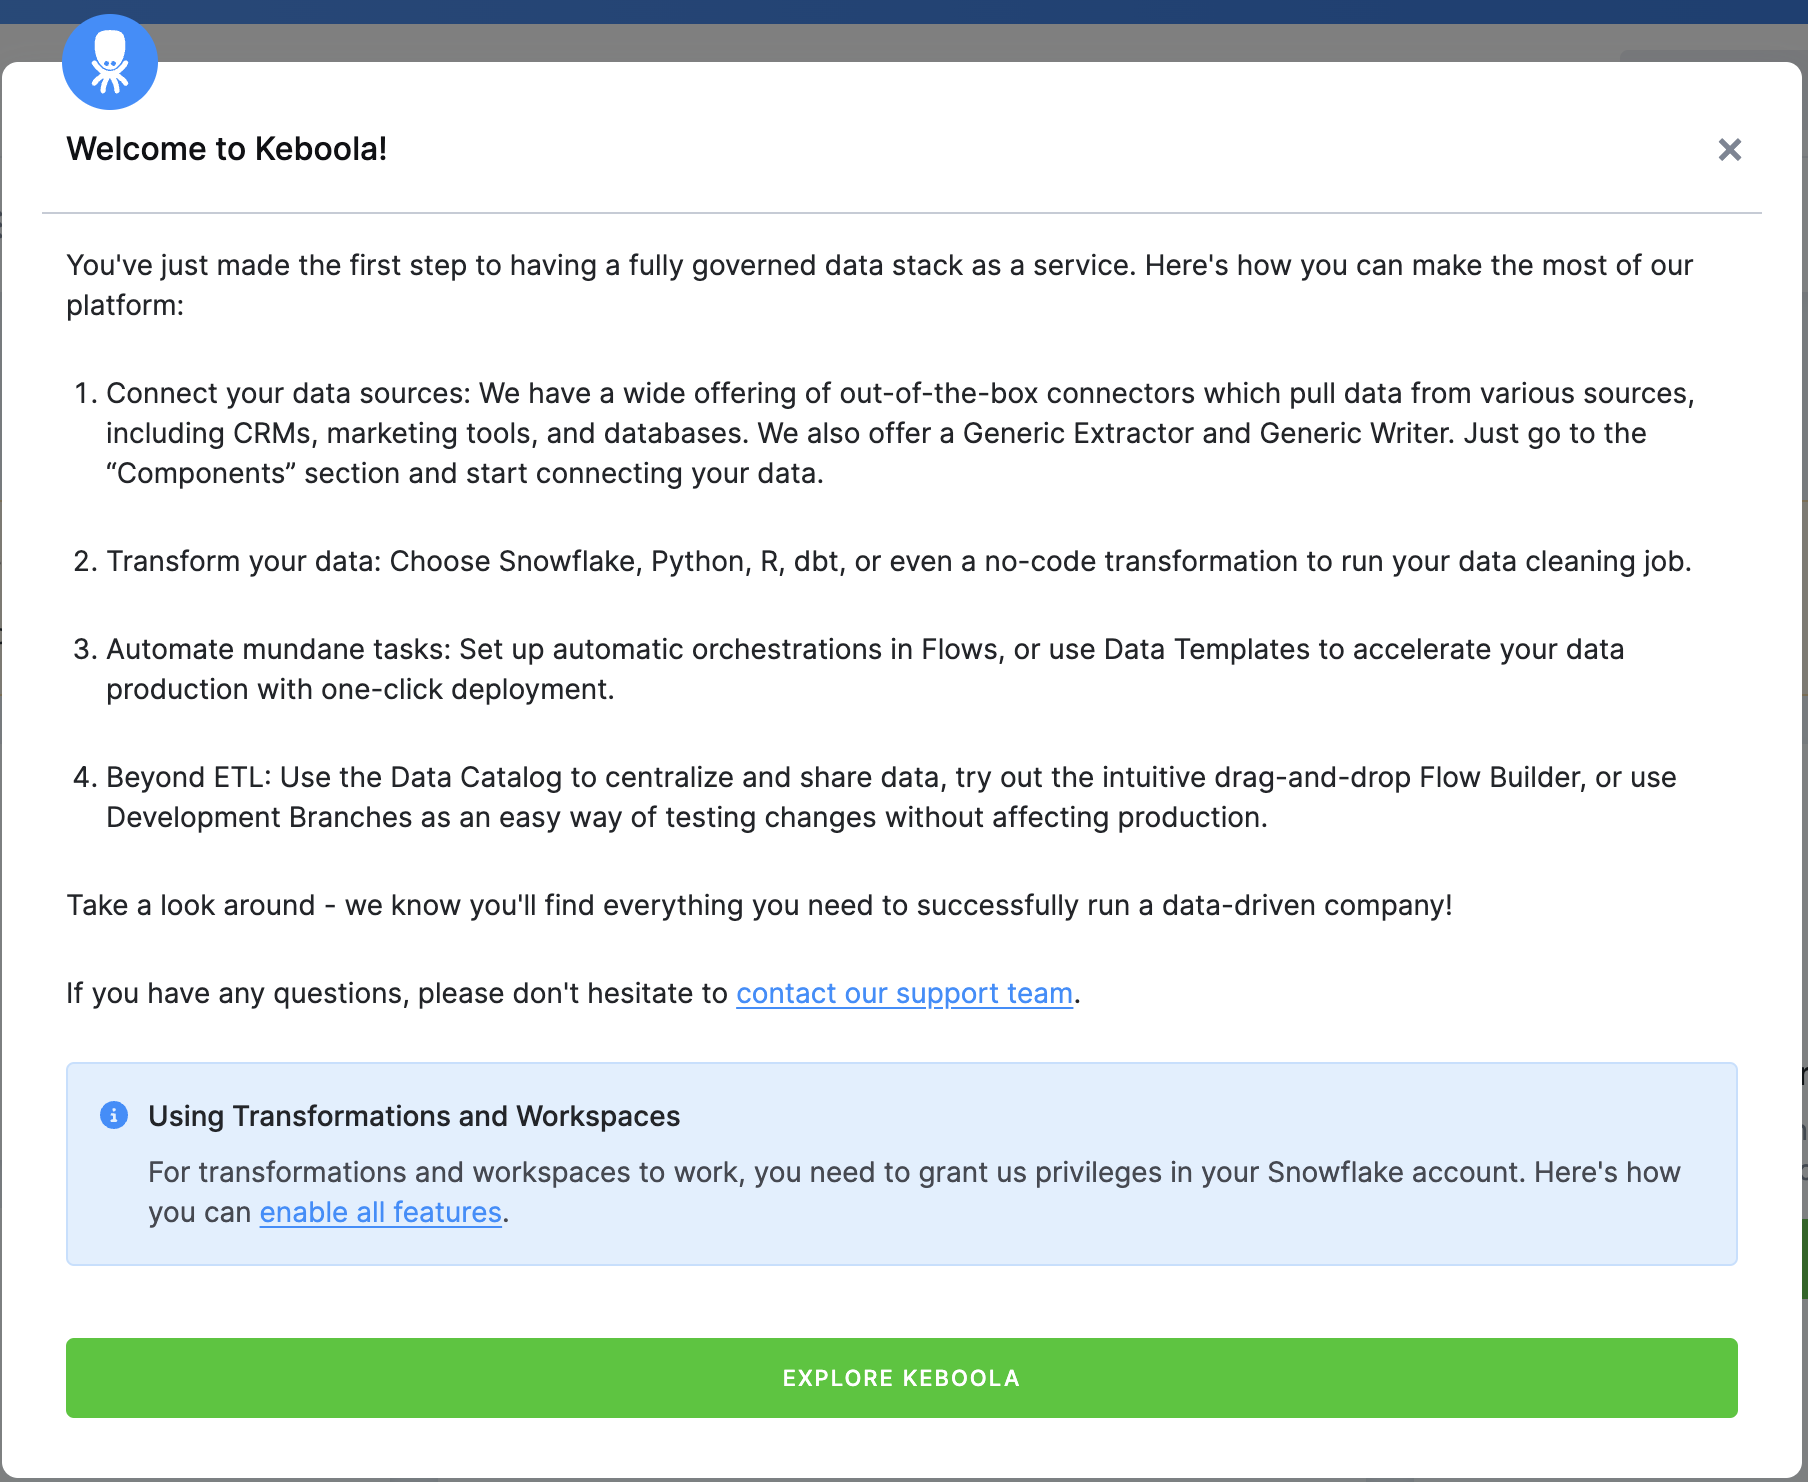 Welcome to Keboola!
You've just made the first step to having a fully governed data stack as a service. Here's how you can make the most of our
platform:
1. Connect your data sources: We have a wide offering of out-of-the-box connectors which pull data from various sources,
including CRMs, marketing tools, and databases. We also offer a Generic Extractor and Generic Writer. Just go to the
“Components” section and start connecting your data.
2. Transform your data: Choose Snowflake, Python, R, dbt, or even a no-code transformation to run your data cleaning job.
3. Automate mundane tasks: Set up automatic orchestrations in Flows, or use Data Templates to accelerate your data
production with one-click deployment.
4. Beyond ETL: Use the Data Catalog to centralize and share data, try out the intuitive drag-and-drop Flow Builder, or use
Development Branches as an easy way of testing changes without affecting production.
Take a look around - we know you'll find everything you need to successfully run a data-driven company!
If you have any questions, please don't hesitate to contact our support team.
Using Transformations and Workspaces
For transformations and workspaces to work, you need to grant us privileges in your Snowflake account. Here's how
you can enable all features.
EXPLORE KEBOOLA